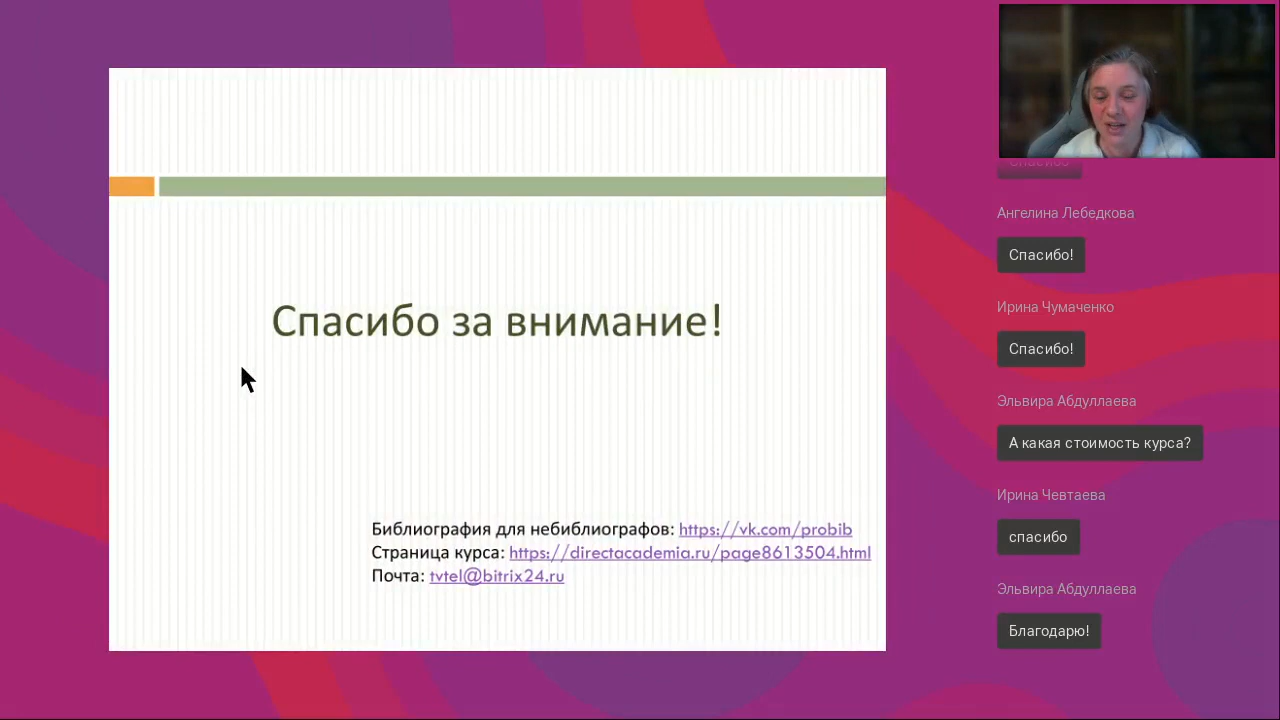 Спасибо за внимание!
Библиография для небиблиографов: https://vk.com/probib
Страница курса: https://directacademia.ru/page8613504.html
Почта: tvtel@bitrix24.ru
Спасибо
Ангелина Лебедкова
Спасибо!
Ирина Чумаченко
Спасибо!
Эльвира Абдуллаева
А какая стоимость курса?
Ирина Чевтаева
спасибо
Эльвира Абдуллаева
Благодарю!